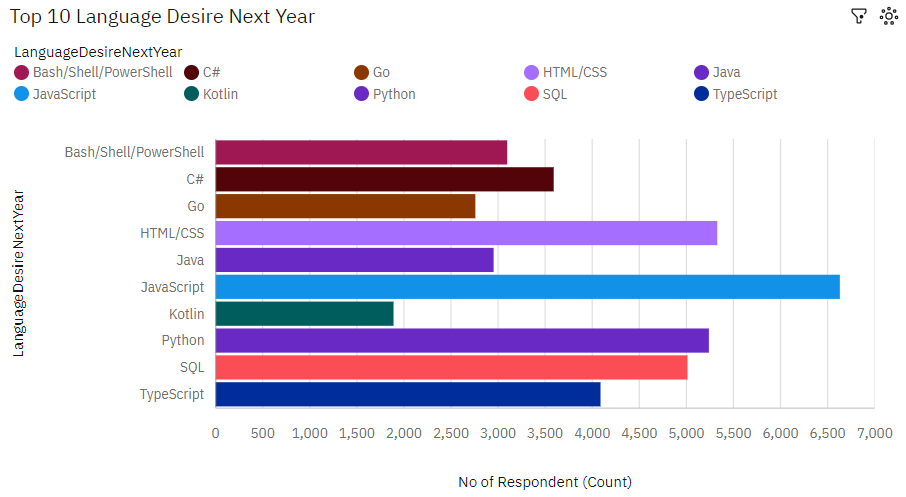 Top 10 Language Desire Next Year
LanguageDesireNextYear
Bash/Shell/PowerShell C# Go HTML/CSS Java
JavaScript Kotlin Python SQL TypeScript
LanguageDesireNextYear
Bash/Shell/PowerShell
C#
Go
HTML/CSS
Java
JavaScript
Kotlin
Python
SQL
TypeScript
0 500 1,000 1,500 2,000 2,500 3,000 3,500 4,000 4,500 5,000 5,500 6,000 6,500 7,000
No of Respondent (Count)